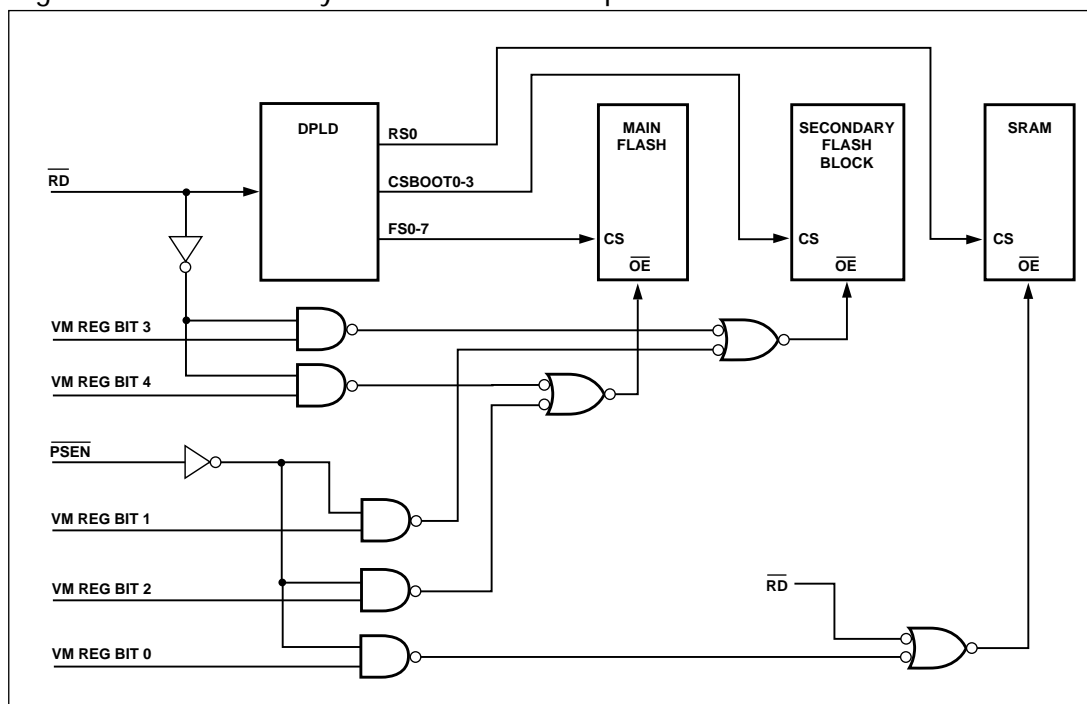 DPLD
RS0
CSBOOT0-3
FS0-7
MAIN
FLASH
CS
OE
SECONDARY
FLASH
BLOCK
CS
OE
SRAM
CS
OE
RD
VM REG BIT 3
VM REG BIT 4
PSEN
VM REG BIT 1
VM REG BIT 2
VM REG BIT 0
RD